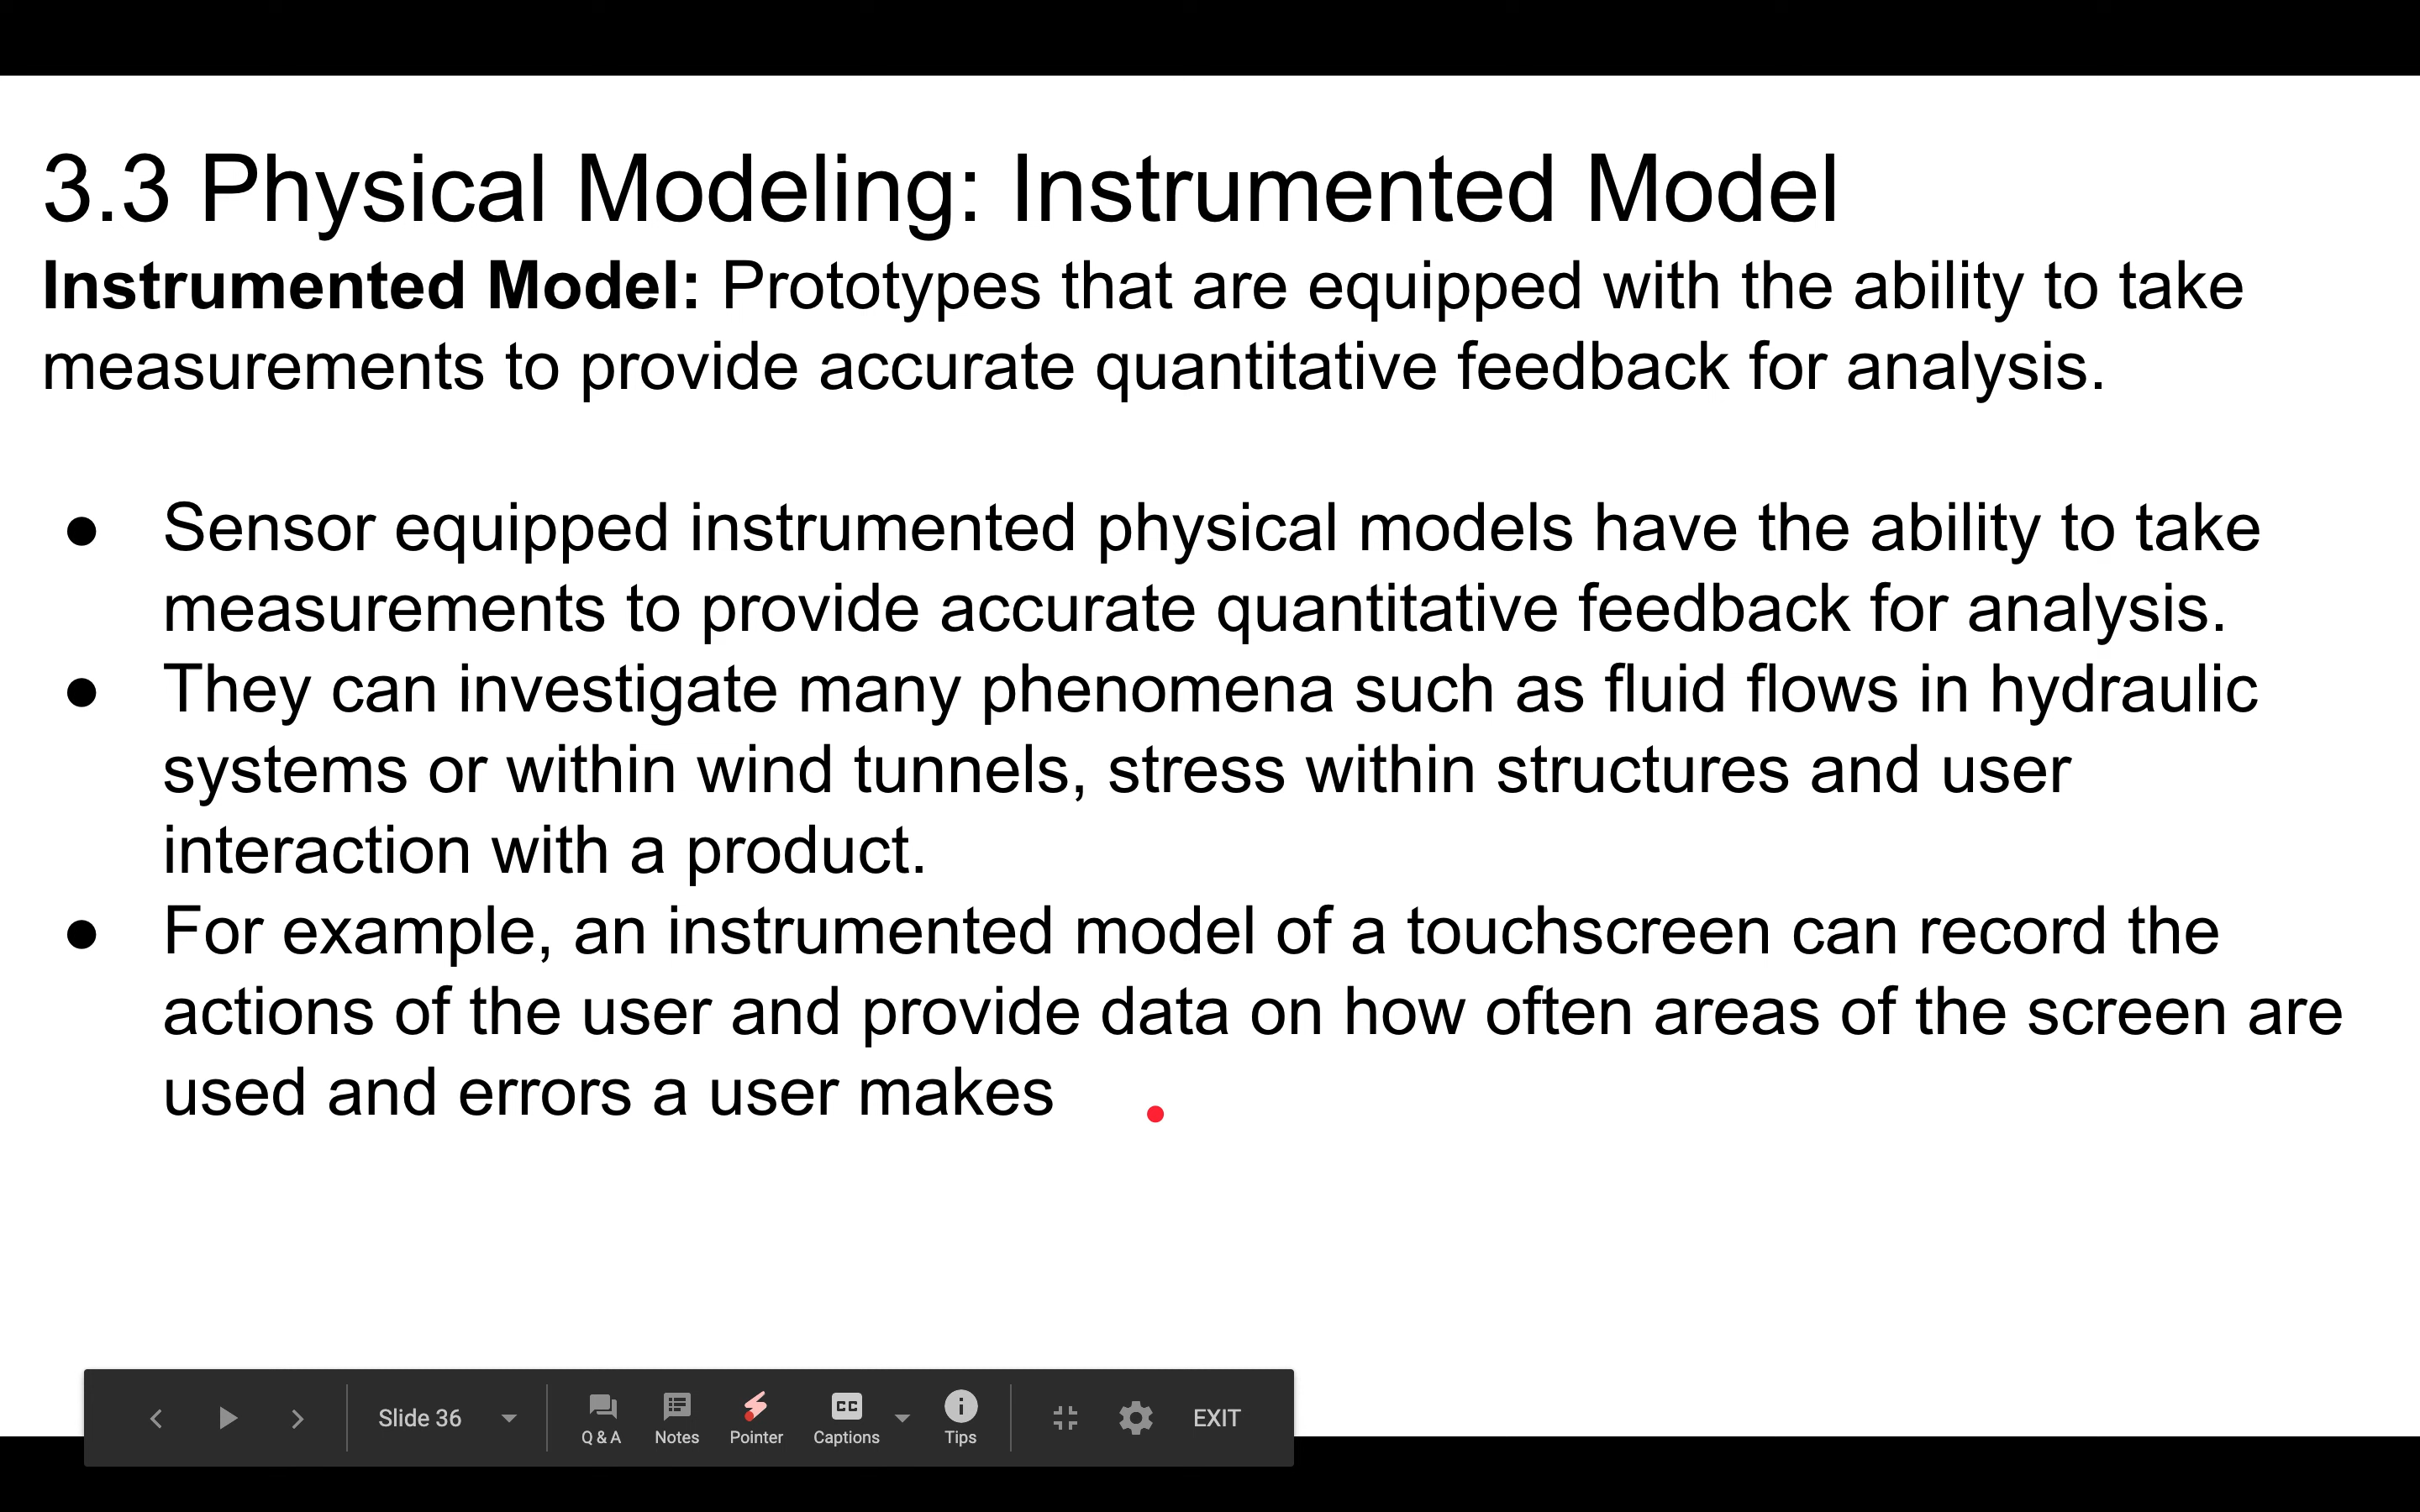 3.3 Physical Modeling: Instrumented Model
Instrumented Model: Prototypes that are equipped with the ability to take
measurements to provide accurate quantitative feedback for analysis.
● Sensor equipped instrumented physical models have the ability to take
measurements to provide accurate quantitative feedback for analysis.
● They can investigate many phenomena such as fluid flows in hydraulic
systems or within wind tunnels, stress within structures and user
interaction with a product.
● For example, an instrumented model of a touchscreen can record the
actions of the user and provide data on how often areas of the screen are
used and errors a user makes
Slide 36
Q & A
Notes
Pointer
CC
Captions
Tips
EXIT